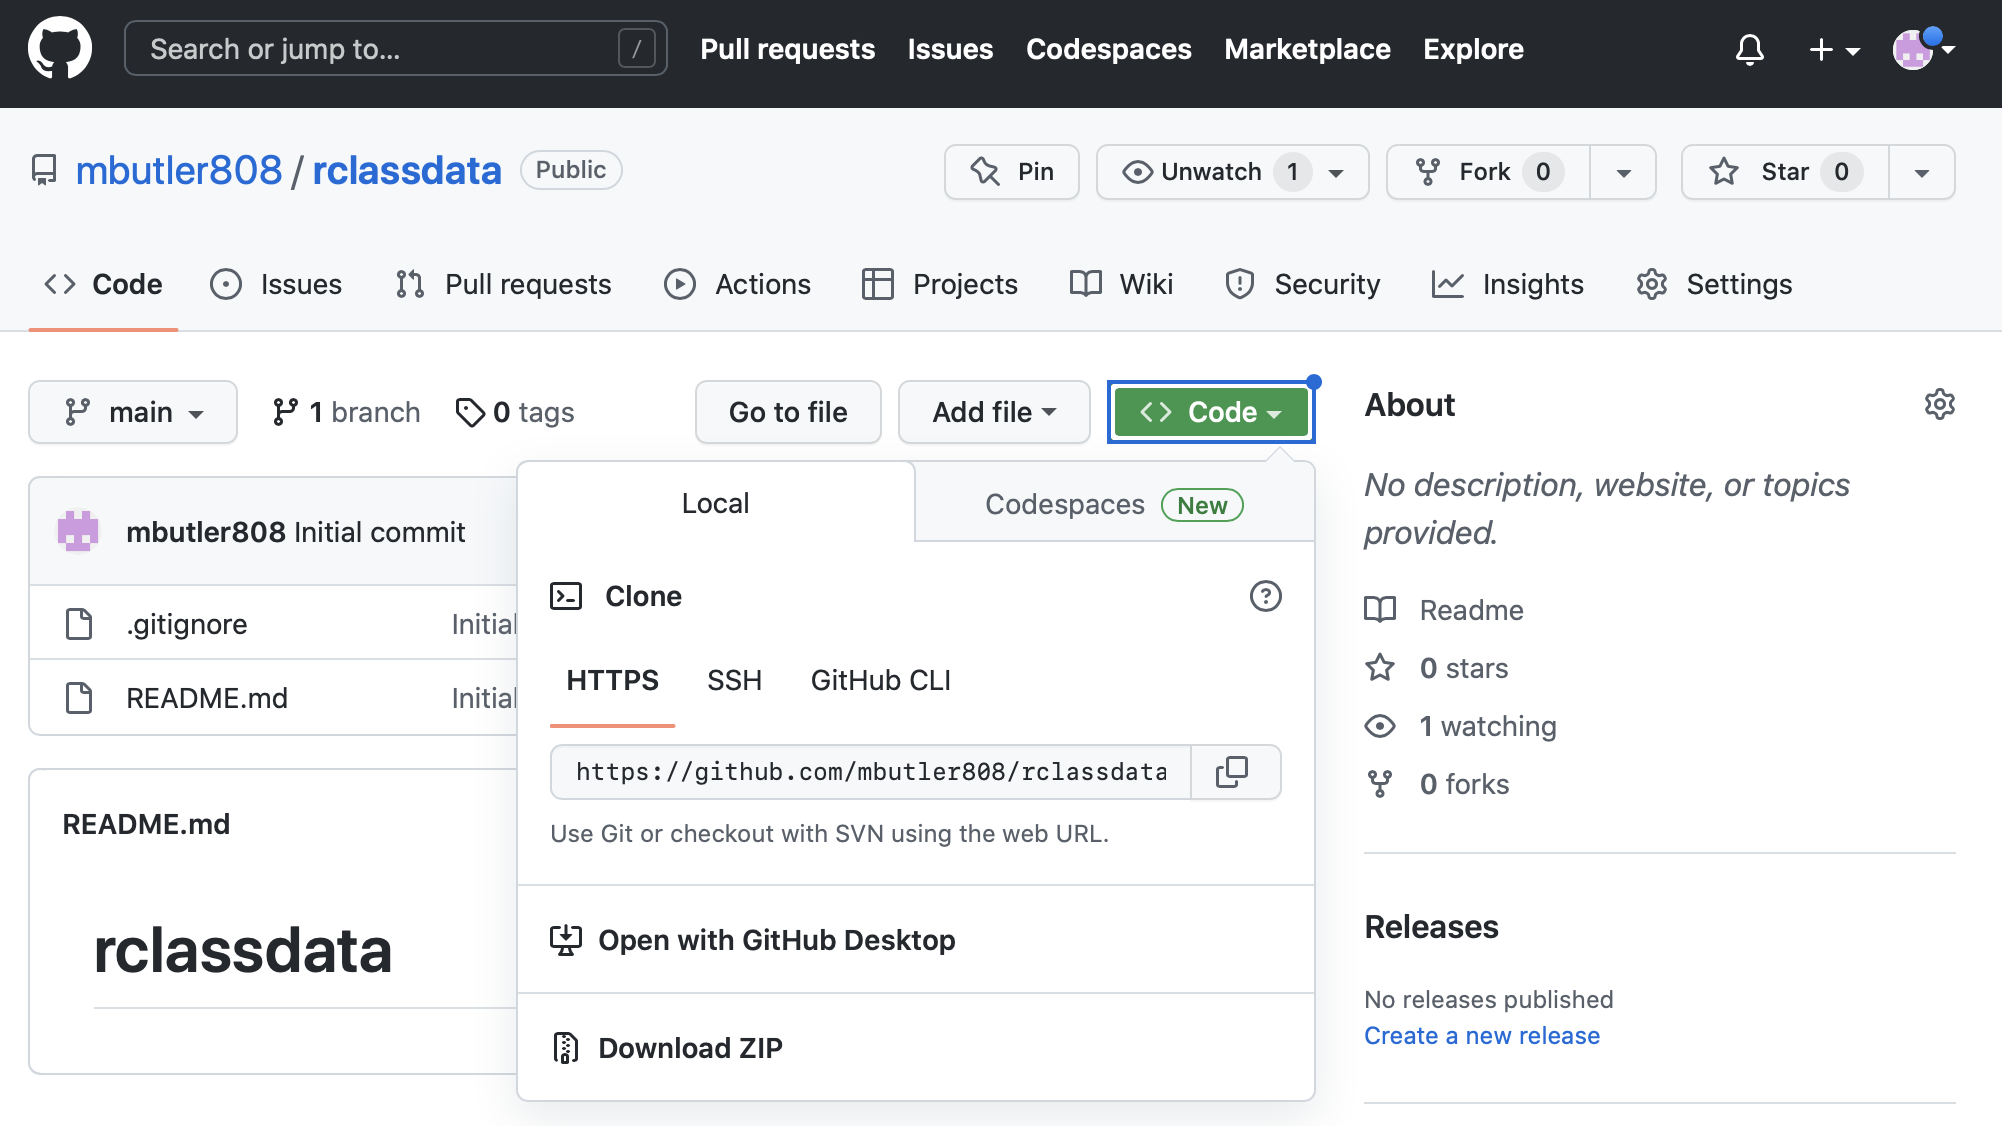 Search or jump to... / Pull requests Issues Codespaces Marketplace Explore
mbutler808 / rclassdata Public Pin Unwatch 1 Fork 0 Star 0
Code Issues Pull requests Actions Projects Wiki Security Insights Settings
main 1 branch 0 tags Go to file Add file Code
mbutler808 Initial commit
.gitignore Initial
README.md Initial
README.md
rclassdata
Local Codespaces New
Clone
HTTPS SSH GitHub CLI
https://github.com/mbutler808/rclassdata
Use Git or checkout with SVN using the web URL.
Open with GitHub Desktop
Download ZIP
About
No description, website, or topics
provided.
Readme
0 stars
1 watching
0 forks
Releases
No releases published
Create a new release